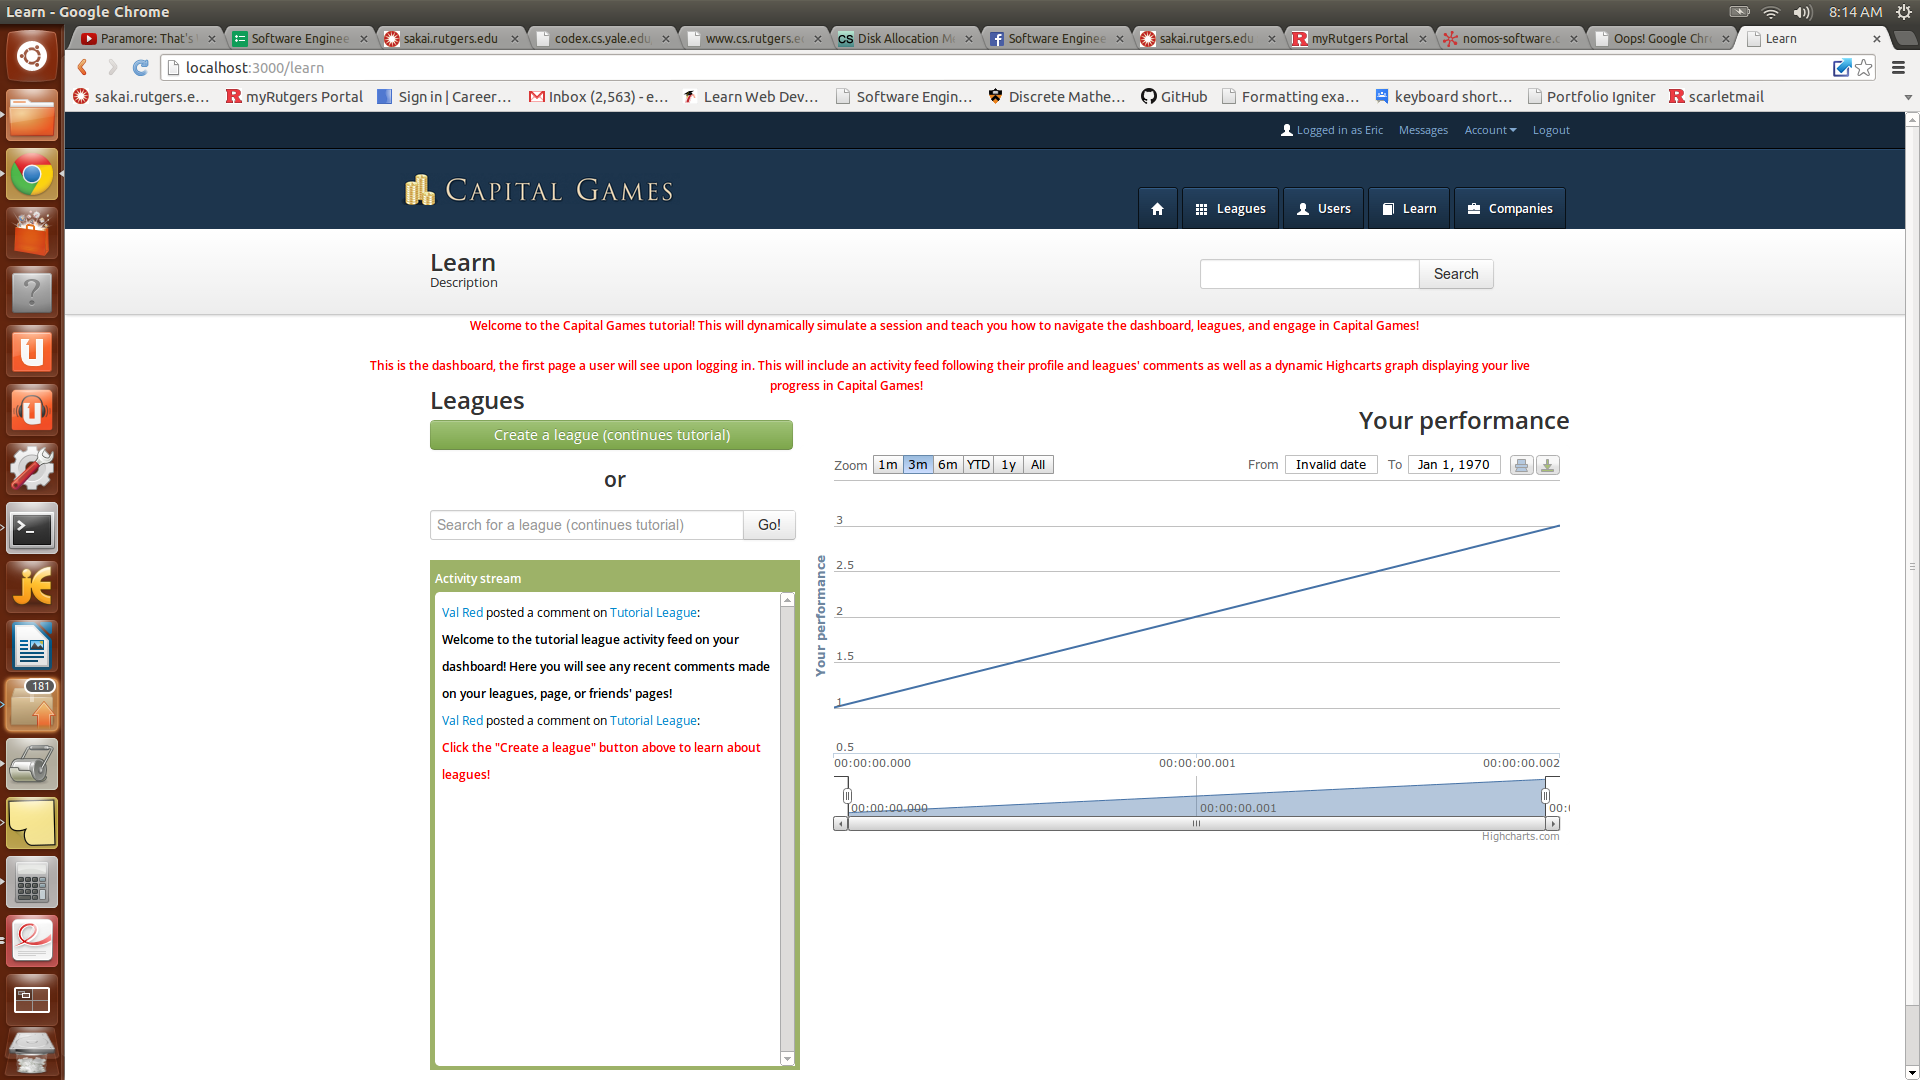 Learn - Google Chrome
8:14 AM
Paramore: That's
Software Enginee
sakai.rutgers.edu
codex.cs.yale.edu
www.cs.rutgers.e
Disk Allocation M
Software Enginee
sakai.rutgers.edu
myRutgers Portal
nomos-software.c
Oops! Google Chr
Learn
localhost:3000/learn
sakai.rutgers.e...
myRutgers Portal
Sign in | Career...
Inbox (2,563) - e...
Learn Web Dev...
Software Engin...
Discrete Mathe...
GitHub
Formatting exa...
keyboard short...
Portfolio Igniter
scarletmail
Logged in as Eric
Messages
Account
Logout
Capital Games
Leagues
Users
Learn
Companies
Learn
Description
Search
Welcome to the Capital Games tutorial! This will dynamically simulate a session and teach you how to navigate the dashboard, leagues, and engage in Capital Games!
This is the dashboard, the first page a user will see upon logging in. This will include an activity feed following their profile and leagues' comments as well as a dynamic Highcarts graph displaying your live
progress in Capital Games!
Leagues
Create a league (continues tutorial)
or
Search for a league (continues tutorial)
Go!
Activity stream
Val Red posted a comment on Tutorial League:
Welcome to the tutorial league activity feed on your
dashboard! Here you will see any recent comments made
on your leagues, page, or friends' pages!
Val Red posted a comment on Tutorial League:
Click the "Create a league" button above to learn about
leagues!
Your performance
Zoom 1m 3m 6m YTD 1y All
From Invalid date To Jan 1, 1970
Your performance
3
2.5
2
1.5
1
0.5
00:00:00.000
00:00:00.001
00:00:00.002
00:00:00.000
00:00:00.001
00:
Highcharts.com
181